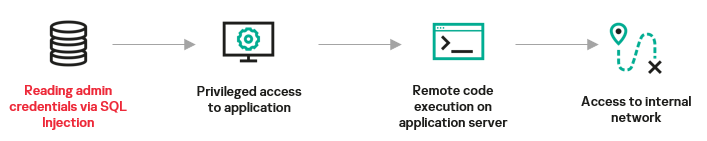 Reading admin
credentials via SQL
Injection
Privileged access
to application
Remote code
execution on
application server
Access to internal
network